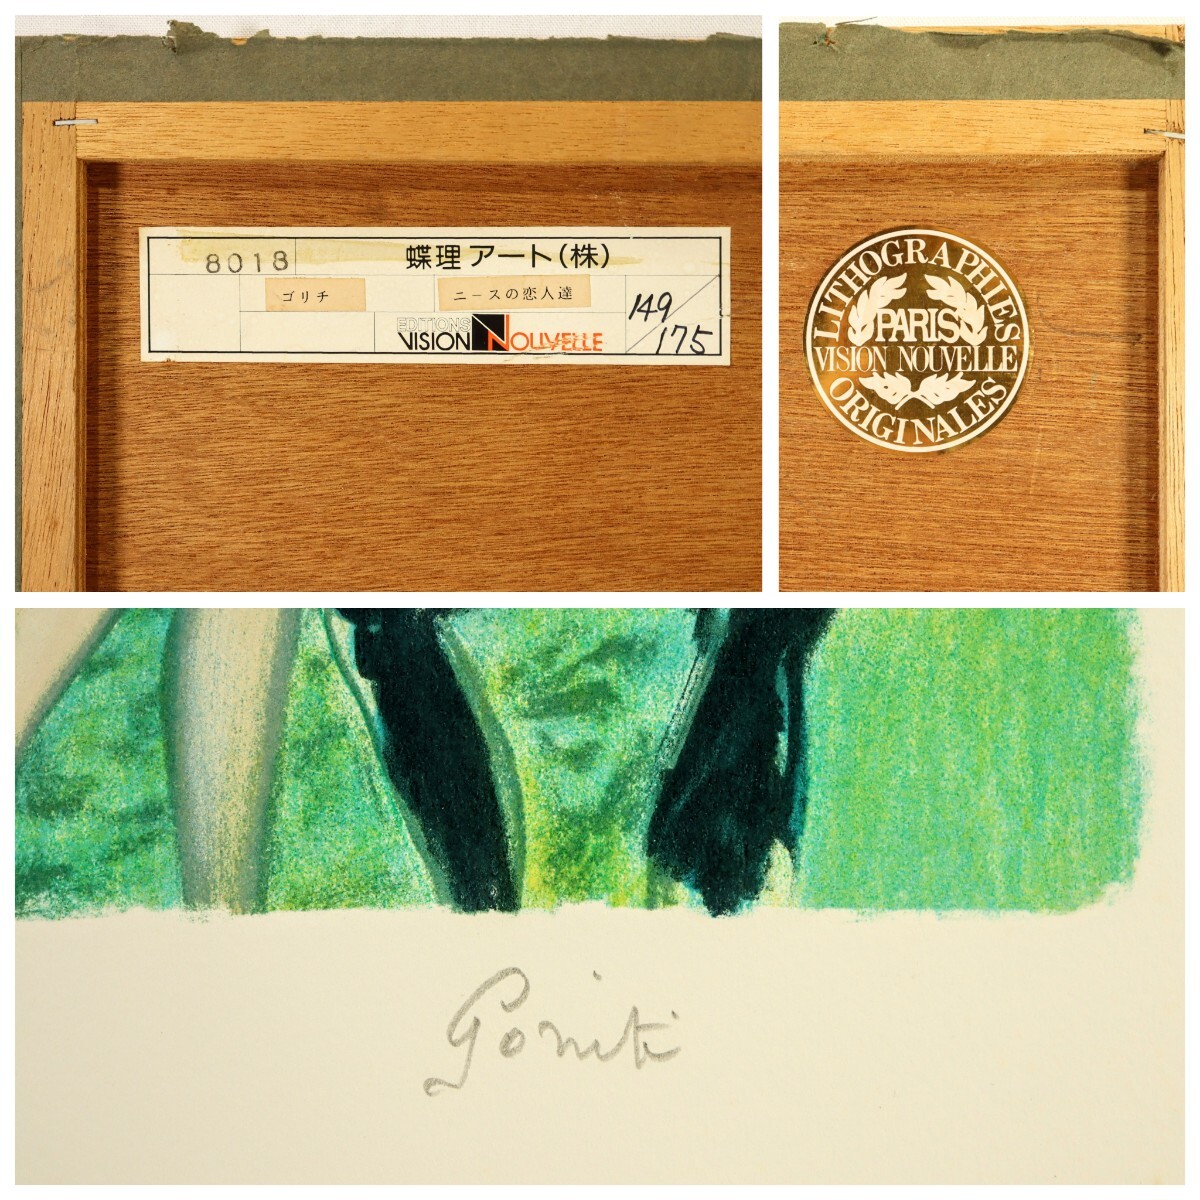 8018
蝶理アート(株)
ゴリチ
ニースの恋人達
149/175
EDITIONS
VISION NOUVELLE
LITHOGRAPHIES
PARIS
VISION NOUVELLE
ORIGINALES
Goriti